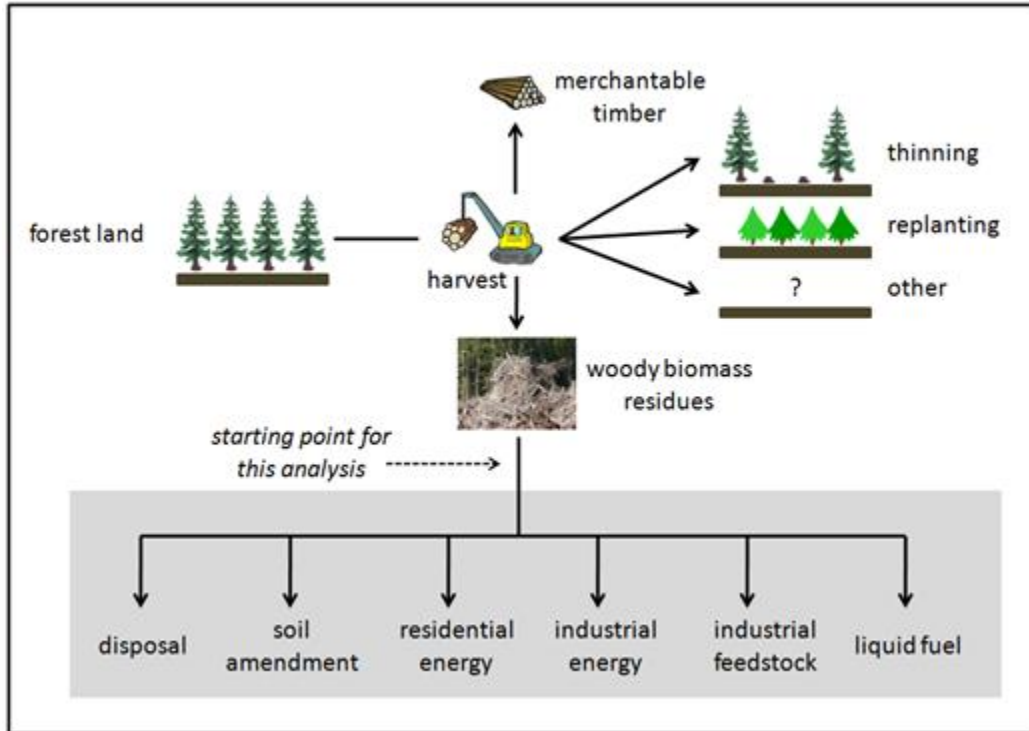 merchantable
timber
thinning
forest land
replanting
harvest
?
other
woody biomass
residues
starting point for
this analysis
disposal
soil
amendment
residential
energy
industrial
energy
industrial
feedstock
liquid fuel